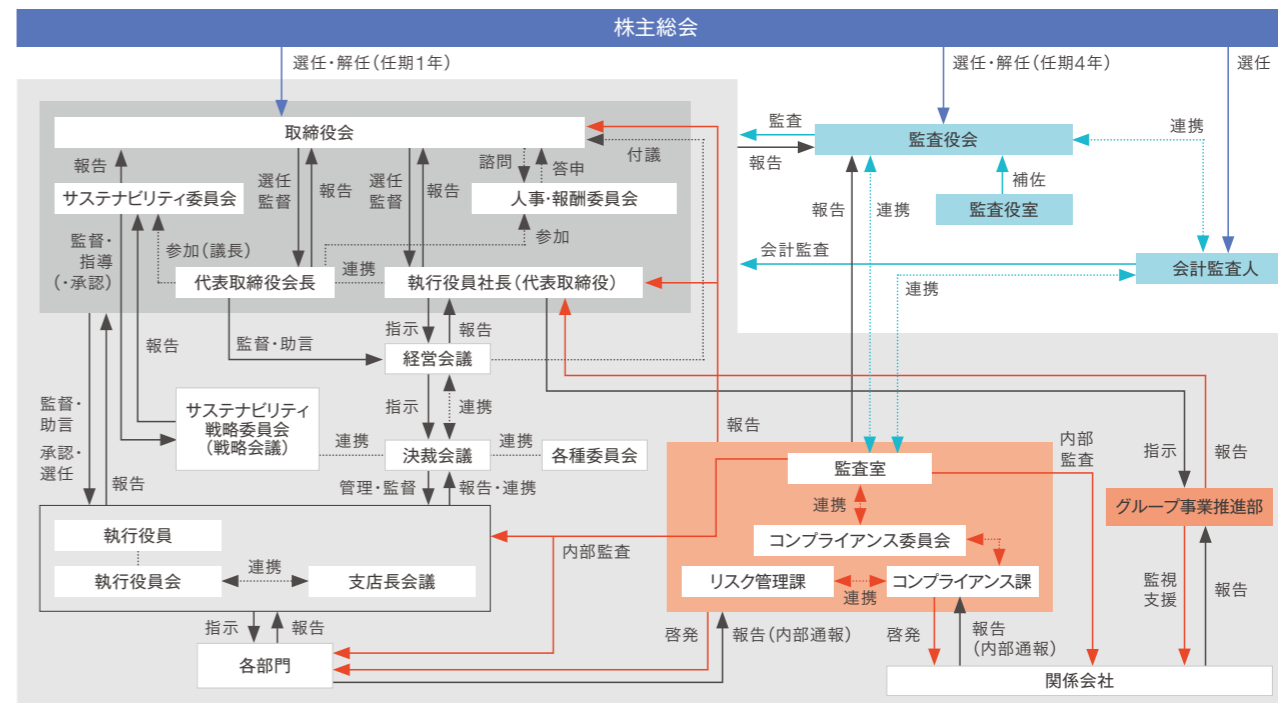 株主総会
選任・解任（任期1年）
選任・解任（任期4年）
選任
取締役会
監査
報告
監査役会
連携
報告
選任
監督
報告
選任
監督
報告
諮問
答申
付議
サステナビリティ委員会
人事・報酬委員会
補佐
監査役室
報告
連携
監督・
指導
（・承認）
参加（議長）
参加
会計監査
会計監査人
代表取締役会長
連携
執行役員社長（代表取締役）
連携
報告
監督・助言
指示
報告
経営会議
指示
連携
監督・
助言
承認・
選任
報告
サステナビリティ
戦略委員会
（戦略会議）
連携
決裁会議
連携
各種委員会
報告
内部
監査
指示
報告
監査室
管理・監督
報告・連携
連携
グループ事業推進部
執行役員
内部監査
コンプライアンス委員会
執行役員会
連携
支店長会議
リスク管理課
連携
コンプライアンス課
監視
支援
報告
指示
報告
啓発
報告（内部通報）
啓発
報告
（内部通報）
各部門
関係会社